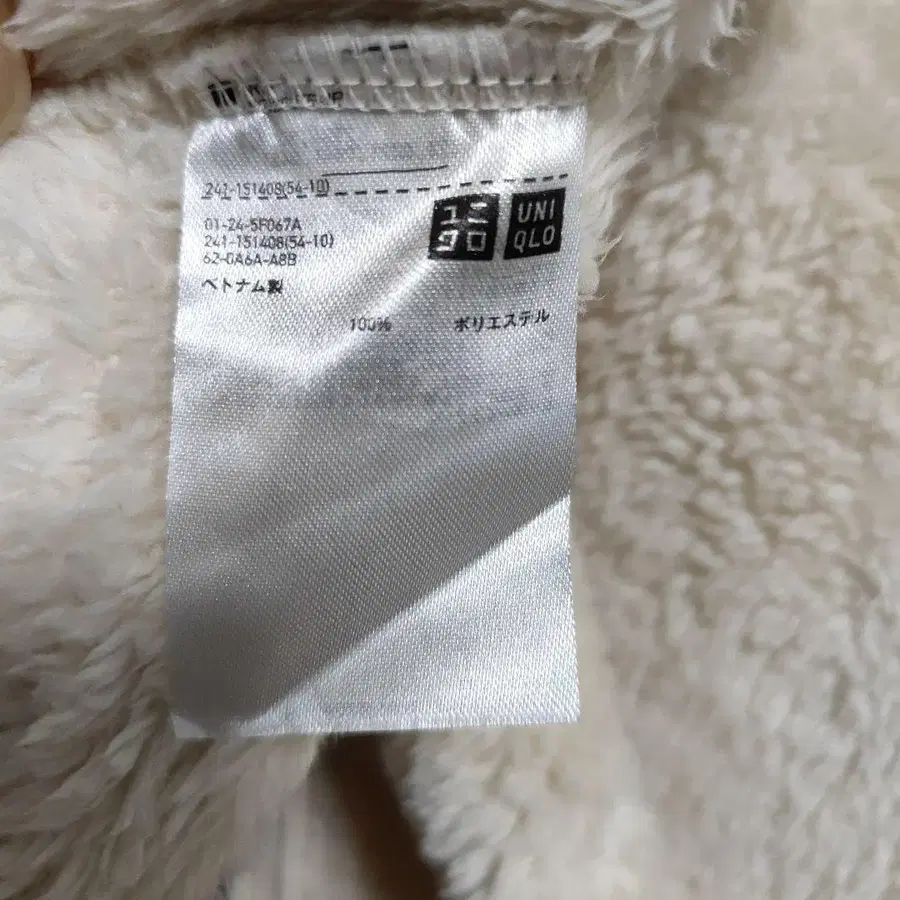 241-151408(54-10)
ユニ UNI
クロ QLO
01-24-5F067A
241-151408(54-10)
62-0A6A-A8B
ベトナム製
100% ポリエステル